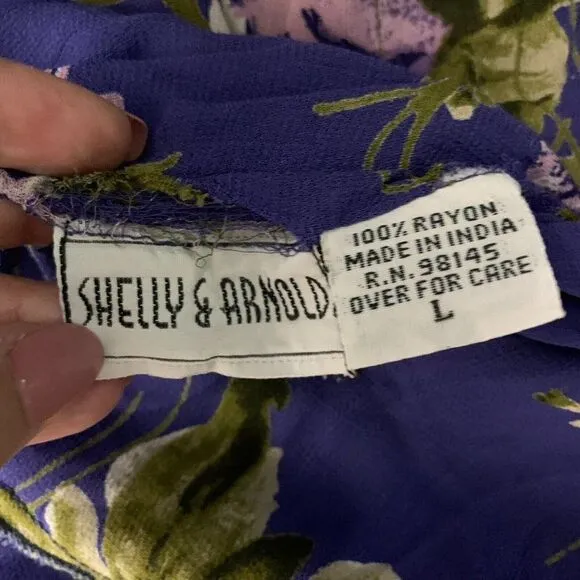 SHELLY & ARNOLD
100% RAYON
MADE IN INDIA
R.N. 98145
OVER FOR CARE
L